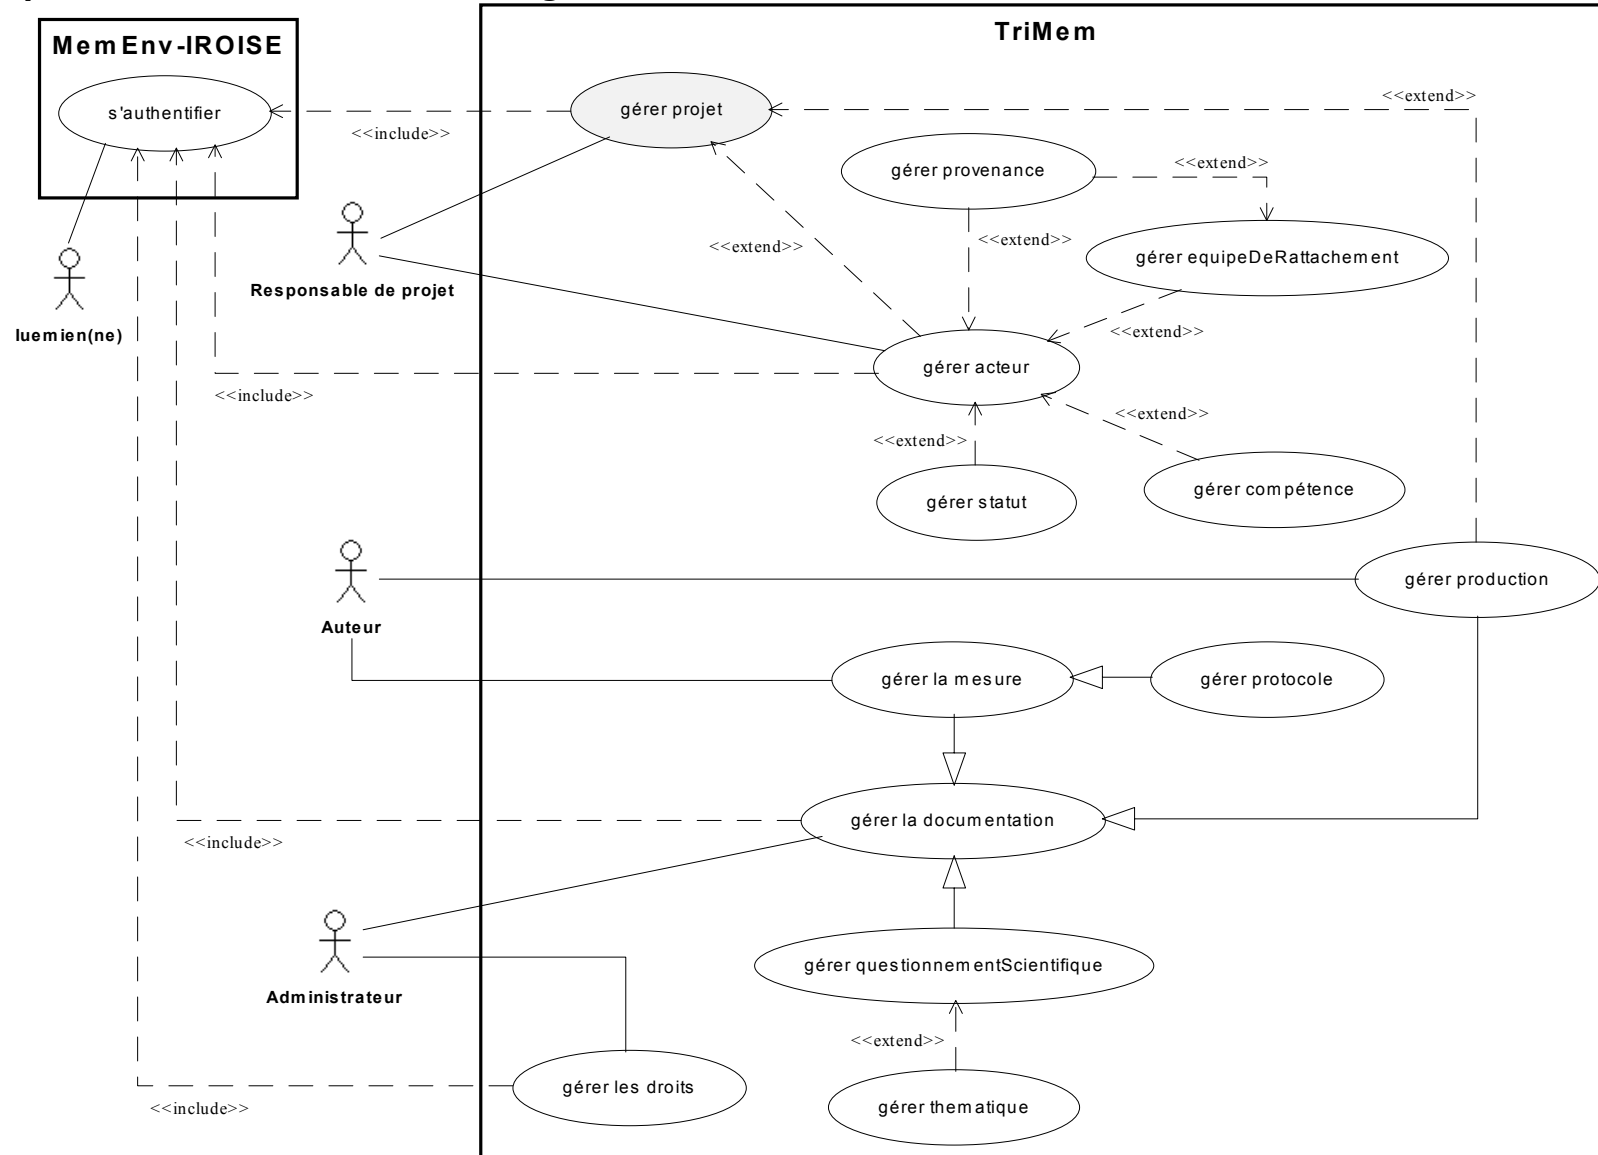 TriMem
MemEnv-IROISE
s'authentifier
gérer projet
<<extend>>
<<include>>
gérer provenance
<<extend>>
<<extend>>
<<extend>>
gérer equipeDeRattachement
Responsable de projet
luemien(ne)
<<extend>>
gérer acteur
<<include>>
<<extend>>
<<extend>>
gérer statut
gérer compétence
gérer production
Auteur
gérer la mesure
gérer protocole
gérer la documentation
<<include>>
gérer questionnementScientifique
Administrateur
<<extend>>
gérer les droits
<<include>>
gérer thematique